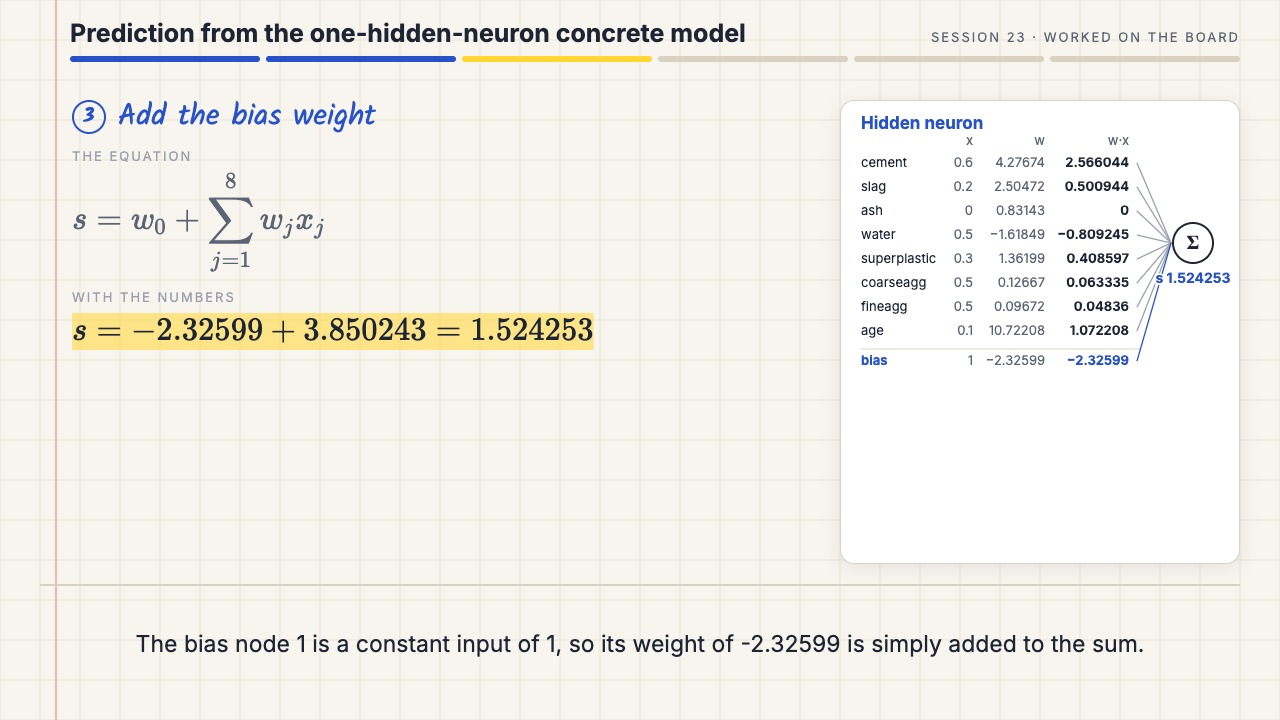 Prediction from the one-hidden-neuron concrete model
SESSION 23 · WORKED ON THE BOARD
3 Add the bias weight
THE EQUATION
s = w₀ + ∑_{j=1}^{8} wⱼxⱼ
WITH THE NUMBERS
s = −2.32599 + 3.850243 = 1.524253
Hidden neuron
x w w·x
cement 0.6 4.27674 2.566044
slag 0.2 2.50472 0.500944
ash 0 0.83143 0
water 0.5 −1.61849 −0.809245
superplastic 0.3 1.36199 0.408597
coarseagg 0.5 0.12667 0.063335
fineagg 0.5 0.09672 0.04836
age 0.1 10.72208 1.072208
bias 1 −2.32599 −2.32599
Σ
s 1.524253
The bias node 1 is a constant input of 1, so its weight of -2.32599 is simply added to the sum.